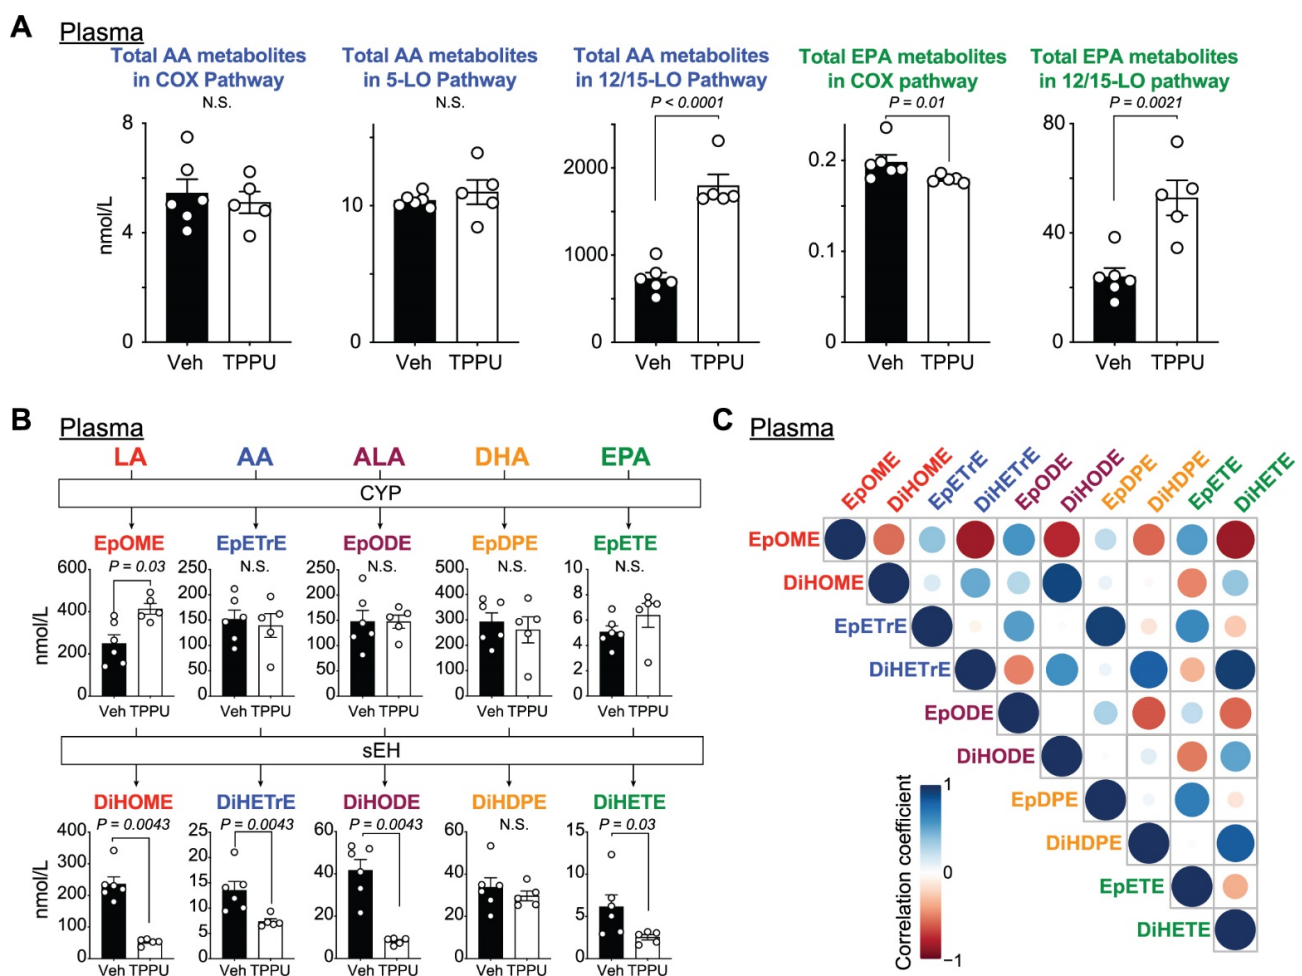 A Plasma
Total AA metabolites in COX Pathway
N.S.
nmol/L
8
4
0
Veh TPPU
Total AA metabolites in 5-LO Pathway
N.S.
10
0
Veh TPPU
Total AA metabolites in 12/15-LO Pathway
P < 0.0001
2000
1000
0
Veh TPPU
Total EPA metabolites in COX pathway
P = 0.01
0.2
0.1
0
Veh TPPU
Total EPA metabolites in 12/15-LO pathway
P = 0.0021
80
40
0
Veh TPPU
B Plasma
LA AA ALA DHA EPA
CYP
EpOME
P = 0.03
nmol/L
600
400
200
0
Veh TPPU
EpETrE
N.S.
250
200
150
100
50
0
Veh TPPU
EpODE
N.S.
250
200
150
100
50
0
Veh TPPU
EpDPE
N.S.
500
400
300
200
100
0
Veh TPPU
EpETE
N.S.
10
8
6
4
2
0
Veh TPPU
sEH
DiHOME
P = 0.0043
nmol/L
400
300
200
100
0
Veh TPPU
DiHETrE
P = 0.0043
25
20
15
10
5
0
Veh TPPU
DiHODE
P = 0.0043
60
40
20
0
Veh TPPU
DiHDPE
N.S.
60
40
20
0
Veh TPPU
DiHETE
P = 0.03
15
10
5
0
Veh TPPU
C Plasma
EpOME DiHOME EpETrE DiHETrE EpODE DiHODE EpDPE DiHDPE EpETE DiHETE
EpOME
DiHOME
EpETrE
DiHETrE
EpODE
DiHODE
EpDPE
DiHDPE
EpETE
DiHETE
Correlation coefficient
1
0
−1